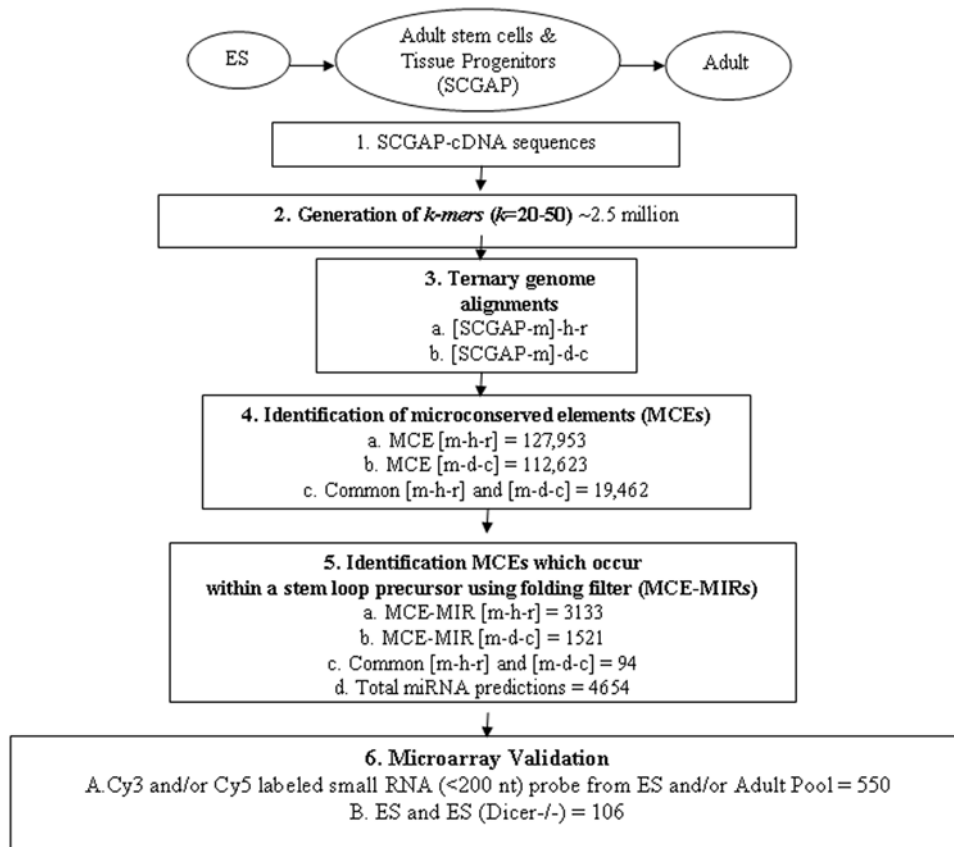 ES
Adult stem cells &
Tissue Progenitors
(SCGAP)
Adult
1. SCGAP-cDNA sequences
2. Generation of k-mers (k=20-50) ~2.5 million
3. Ternary genome
alignments
a. [SCGAP-m]-h-r
b. [SCGAP-m]-d-c
4. Identification of microconserved elements (MCEs)
a. MCE [m-h-r] = 127,953
b. MCE [m-d-c] = 112,623
c. Common [m-h-r] and [m-d-c] = 19,462
5. Identification MCEs which occur
within a stem loop precursor using folding filter (MCE-MIRs)
a. MCE-MIR [m-h-r] = 3133
b. MCE-MIR [m-d-c] = 1521
c. Common [m-h-r] and [m-d-c] = 94
d. Total miRNA predictions = 4654
6. Microarray Validation
A.Cy3 and/or Cy5 labeled small RNA (<200 nt) probe from ES and/or Adult Pool = 550
B. ES and ES (Dicer-/-) = 106